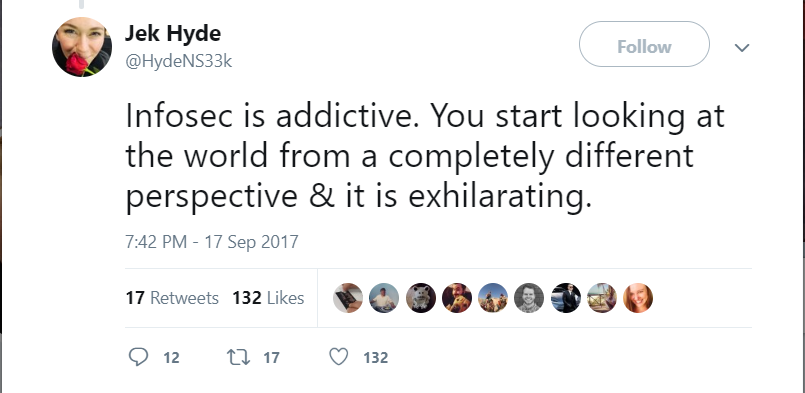 Jek Hyde
@HydeNS33k
Follow
Infosec is addictive. You start looking at
the world from a completely different
perspective & it is exhilarating.
7:42 PM - 17 Sep 2017
17 Retweets 132 Likes
12 17 132